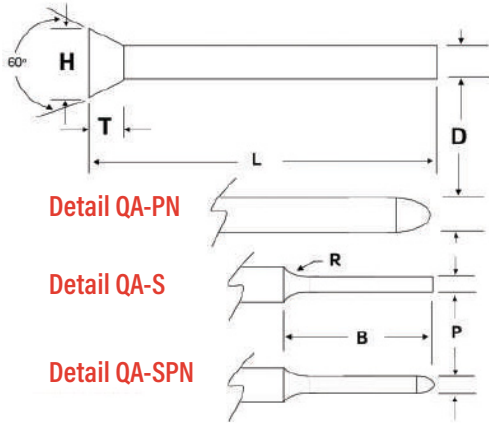 60°
H
T
L
D
Detail QA-PN
Detail QA-S
R
B
P
Detail QA-SPN